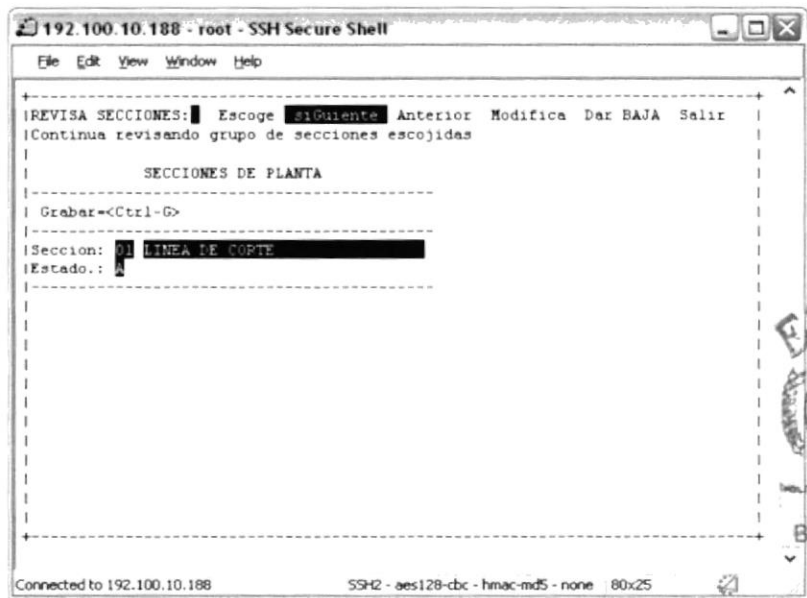 192.100.10.188 - root - SSH Secure Shell
File Edit View Window Help
REVISA SECCIONES: Escoge siGuiente Anterior Modifica Dar BAJA Salir
Continua revisando grupo de secciones escojidas
SECCIONES DE PLANTA
Grabar=<Ctrl-G>
Seccion: 01 LINEA DE CORTE
Estado.: A
Connected to 192.100.10.188 SSH2 - aes128-cbc - hmac-md5 - none 80x25